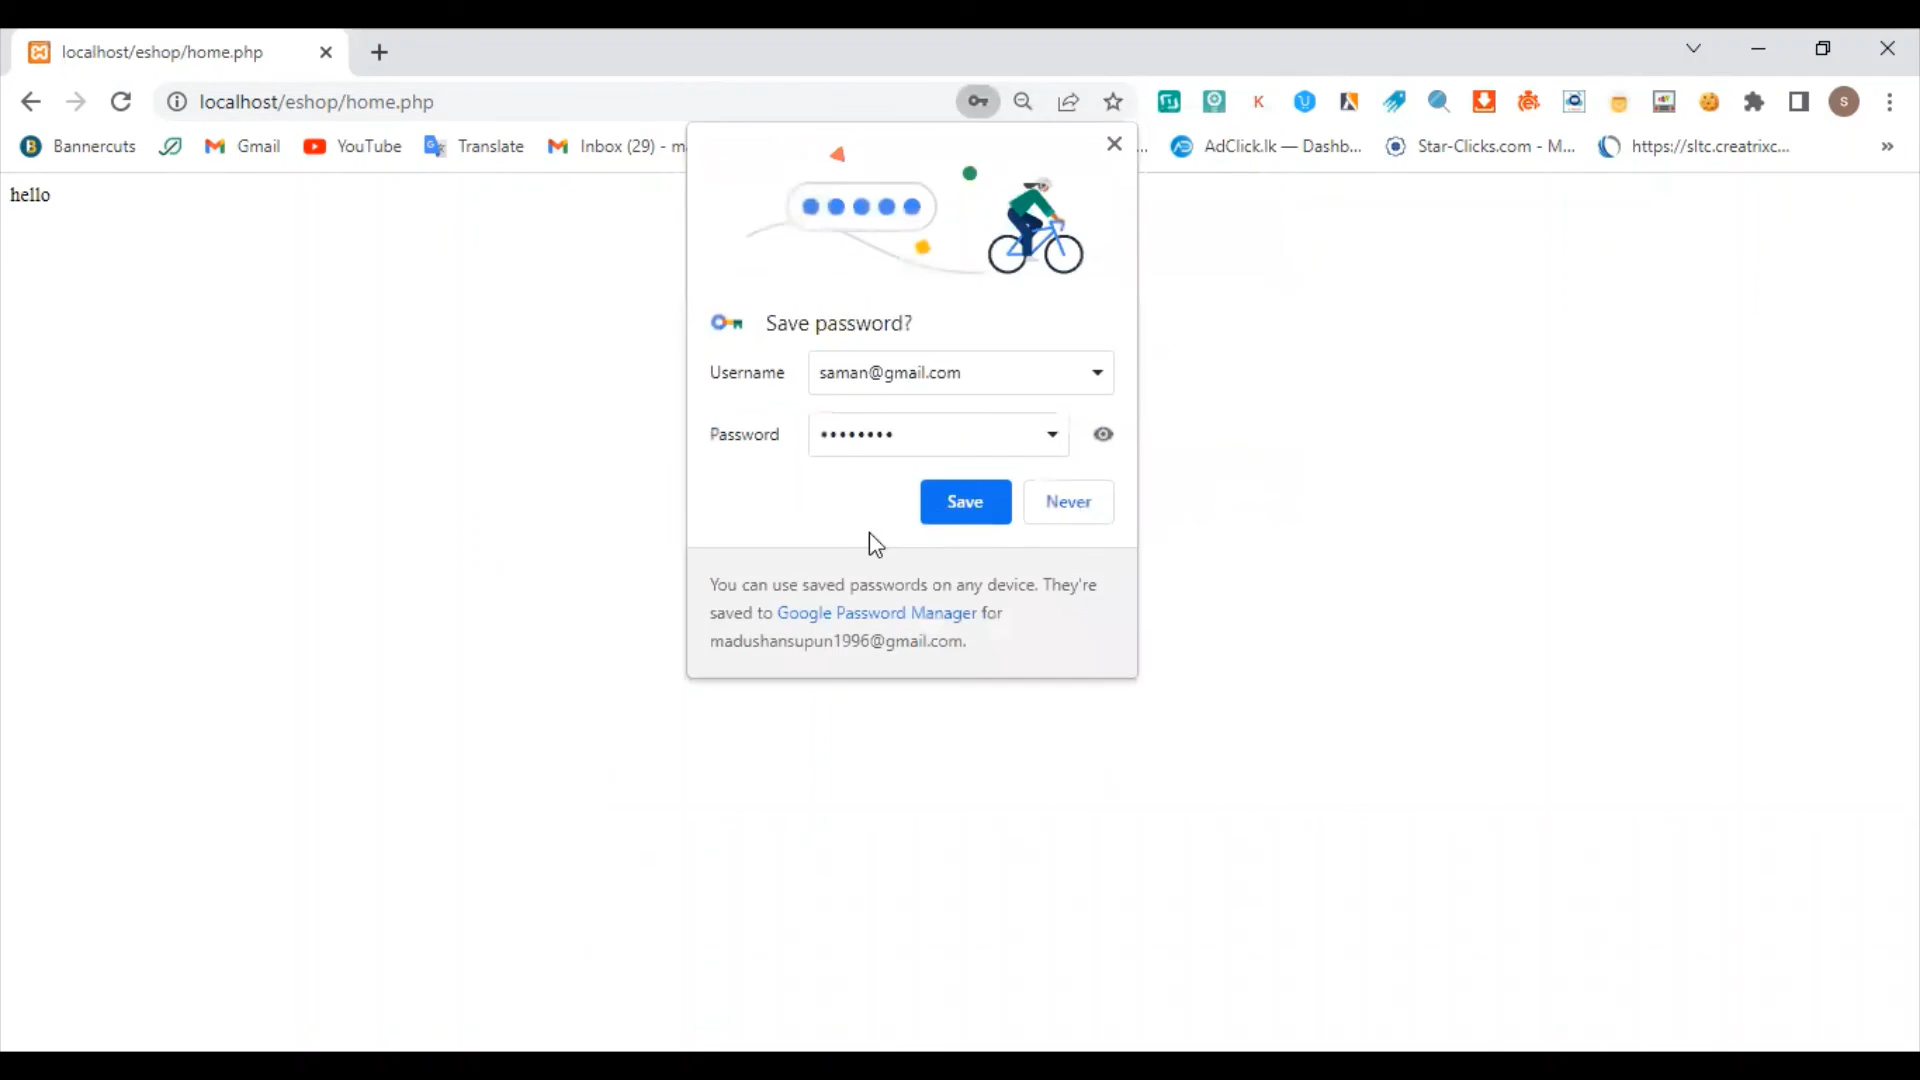 localhost/eshop/home.php
localhost/eshop/home.php
K
S
Bannercuts
Gmail
YouTube
Translate
Inbox (29) - m
...
AdClick.lk — Dashb...
Star-Clicks.com - M...
https://sltc.creatrixc...
»
hello
Save password?
Username
saman@gmail.com
Password
••••••••
Save
Never
You can use saved passwords on any device. They're
saved to Google Password Manager for
madushansupun1996@gmail.com.